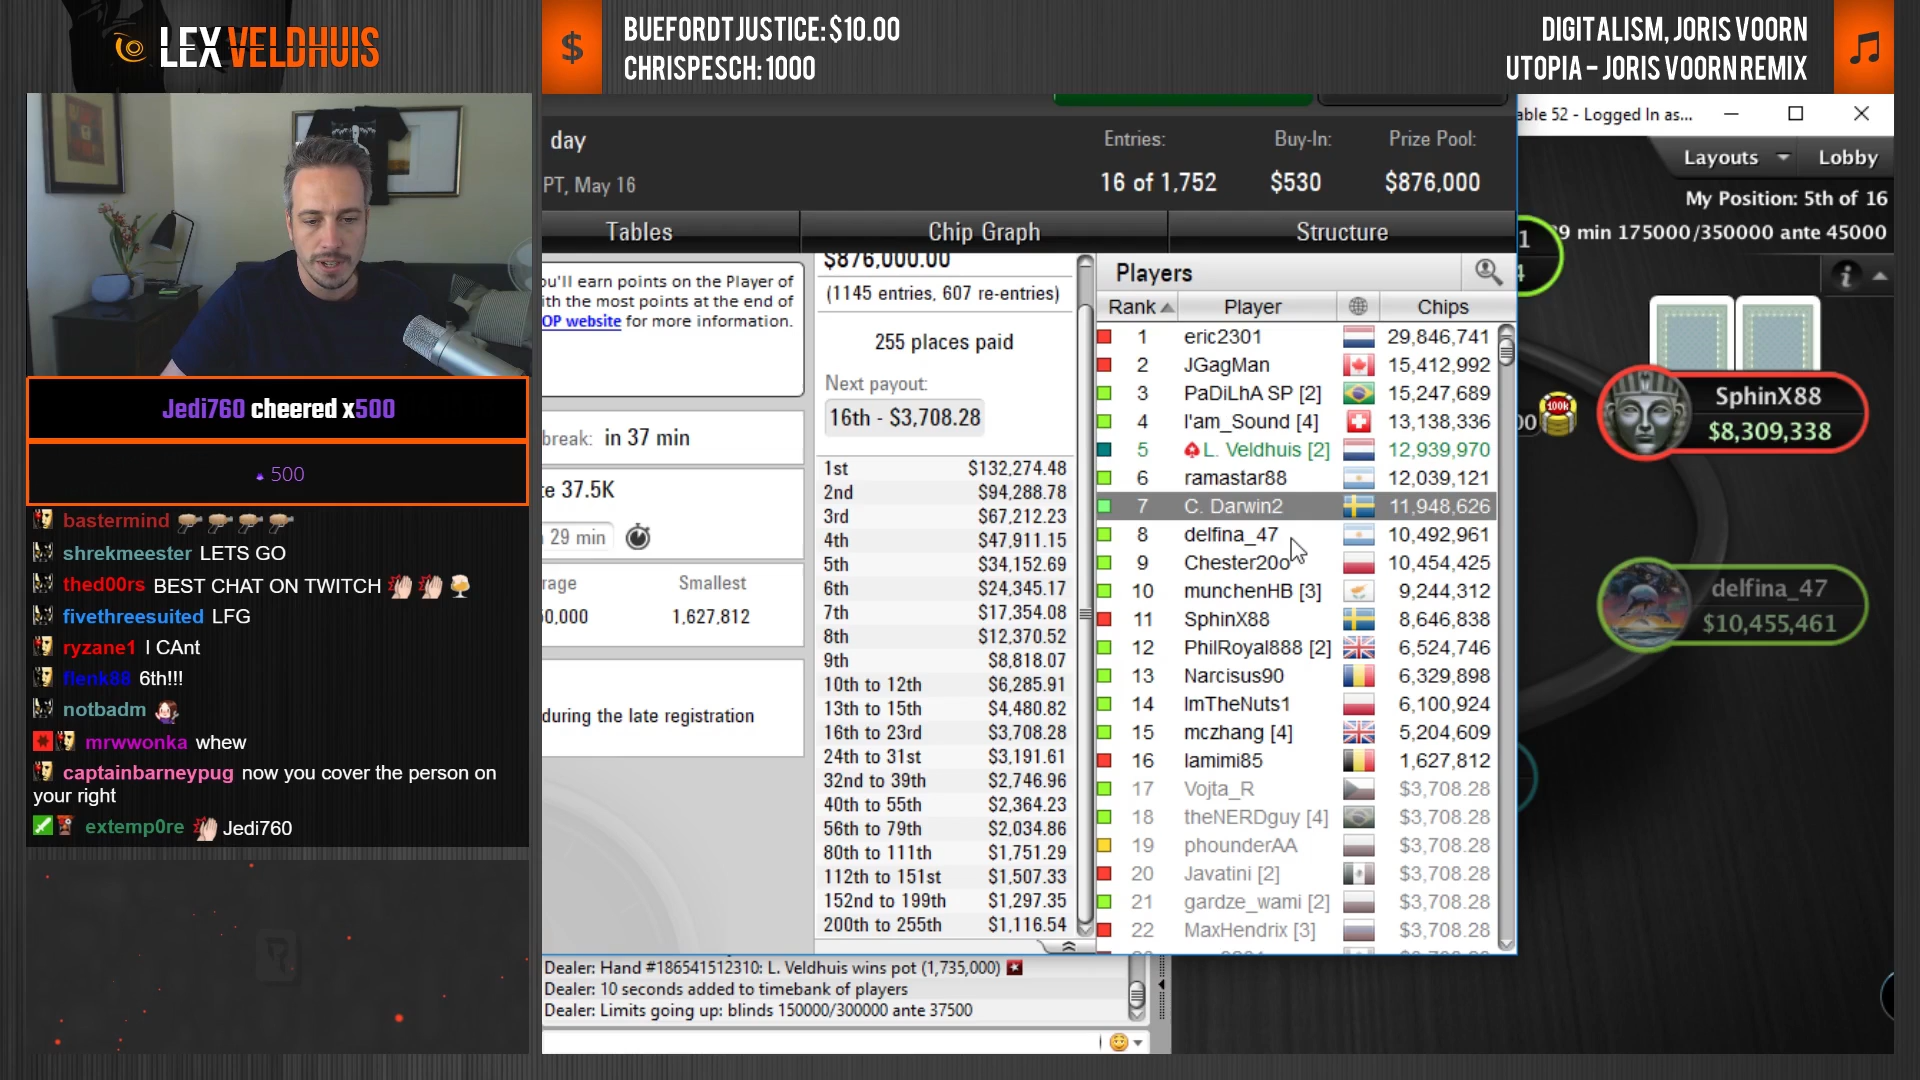 LEX VELDHUIS
$
BUEFORDTJUSTICE: $10.00
CHRISPESCH: 1000
DIGITALISM, JORIS VOORN
UTOPIA - JORIS VOORN REMIX
Jedi760 cheered x500
500
bastermind
shrekmeester LETS GO
thed00rs BEST CHAT ON TWITCH
fivethreesuited LFG
ryzane1 I CAnt
flenk88 6th!!!
notbadm
mrwwonka whew
captainbarneypug now you cover the person on
your right
extemp0re Jedi760
day
PT, May 16
Entries: Buy-In: Prize Pool:
16 of 1,752 $530 $876,000
Tables Chip Graph Structure
ou'll earn points on the Player of
ith the most points at the end of
OP website for more information.
break: in 37 min
te 37.5K
29 min
rage Smallest
0,000 1,627,812
during the late registration
$876,000.00
(1145 entries, 607 re-entries)
255 places paid
Next payout:
16th - $3,708.28
1st $132,274.48
2nd $94,288.78
3rd $67,212.23
4th $47,911.15
5th $34,152.69
6th $24,345.17
7th $17,354.08
8th $12,370.52
9th $8,818.07
10th to 12th $6,285.91
13th to 15th $4,480.82
16th to 23rd $3,708.28
24th to 31st $3,191.61
32nd to 39th $2,746.96
40th to 55th $2,364.23
56th to 79th $2,034.86
80th to 111th $1,751.29
112th to 151st $1,507.33
152nd to 199th $1,297.35
200th to 255th $1,116.54
Players
Rank Player Chips
1 eric2301 29,846,741
2 JGagMan 15,412,992
3 PaDiLhA SP [2] 15,247,689
4 I'am_Sound [4] 13,138,336
5 L. Veldhuis [2] 12,939,970
6 ramastar88 12,039,121
7 C. Darwin2 11,948,626
8 delfina_47 10,492,961
9 Chester20o 10,454,425
10 munchenHB [3] 9,244,312
11 SphinX88 8,646,838
12 PhilRoyal888 [2] 6,524,746
13 Narcisus90 6,329,898
14 ImTheNuts1 6,100,924
15 mczhang [4] 5,204,609
16 lamimi85 1,627,812
17 Vojta_R $3,708.28
18 theNERDguy [4] $3,708.28
19 phounderAA $3,708.28
20 Javatini [2] $3,708.28
21 gardze_wami [2] $3,708.28
22 MaxHendrix [3] $3,708.28
Dealer: Hand #186541512310: L. Veldhuis wins pot (1,735,000)
Dealer: 10 seconds added to timebank of players
Dealer: Limits going up: blinds 150000/300000 ante 37500
able 52 - Logged In as...
Layouts Lobby
My Position: 5th of 16
9 min 175000/350000 ante 45000
1
4
i
00
100k
SphinX88
$8,309,338
delfina_47
$10,455,461